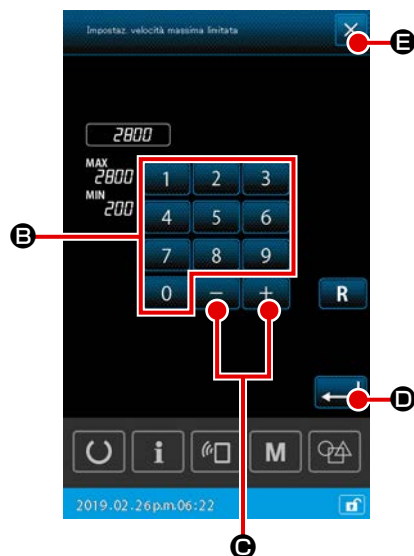 Impostaz. velocità massima limitata
E
2800
MAX
2800
MIN
200
1 2 3
4 5 6
B
7 8 9
0 − +
R
D
i M
2019.02.26p.m.06:22
C